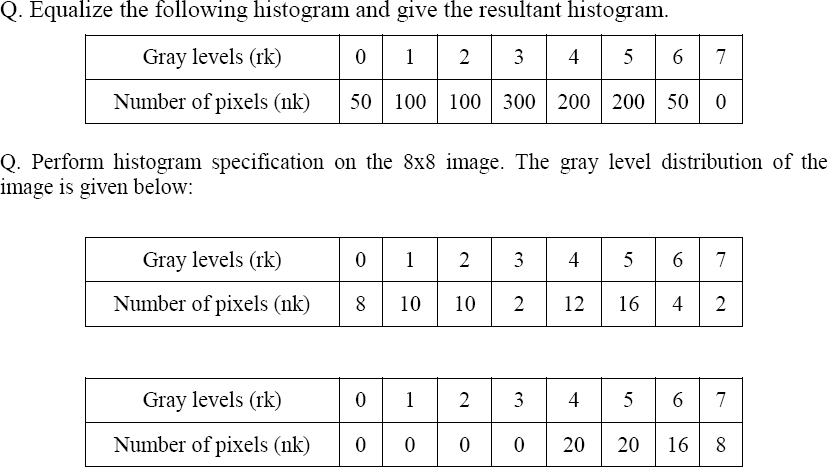 Q. Equalize the following histogram and give the resultant histogram.
Gray levels (rk) 0 1 2 3 4 5 6 7
Number of pixels (nk) 50 100 100 300 200 200 50 0
Q. Perform histogram specification on the 8x8 image. The gray level distribution of the
image is given below:
Gray levels (rk) 0 1 2 3 4 5 6 7
Number of pixels (nk) 8 10 10 2 12 16 4 2
Gray levels (rk) 0 1 2 3 4 5 6 7
Number of pixels (nk) 0 0 0 0 20 20 16 8